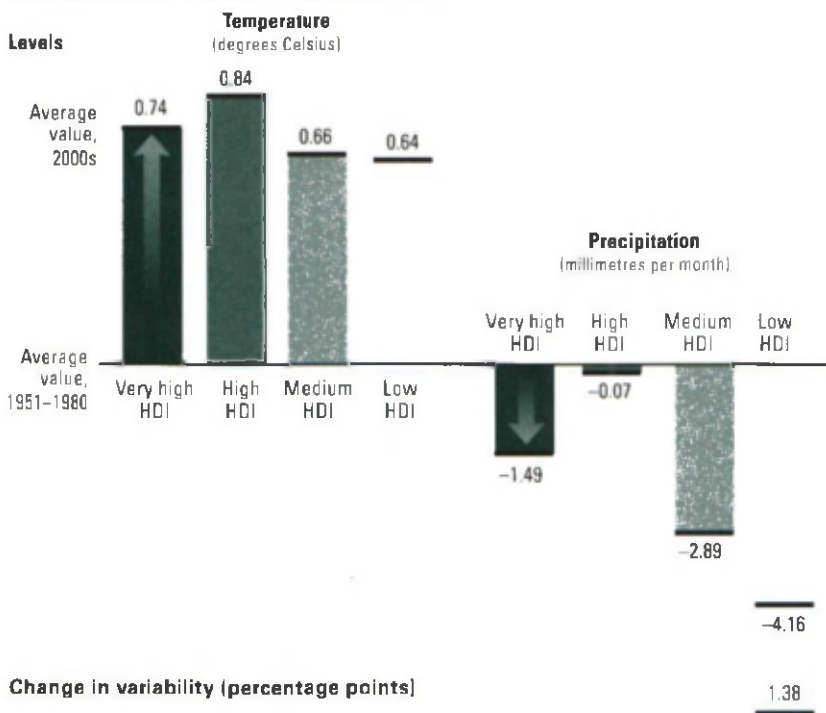 Levels
Temperature
(degrees Celsius)
Average
value,
2000s
0.74
0.84
0.66
0.64
Average
value,
1951–1980
Very high
HDI
High
HDI
Medium
HDI
Low
HDI
Precipitation
(millimetres per month)
Very high
HDI
High
HDI
Medium
HDI
Low
HDI
–1.49
–0.07
–2.89
–4.16
Change in variability (percentage points)
1.38